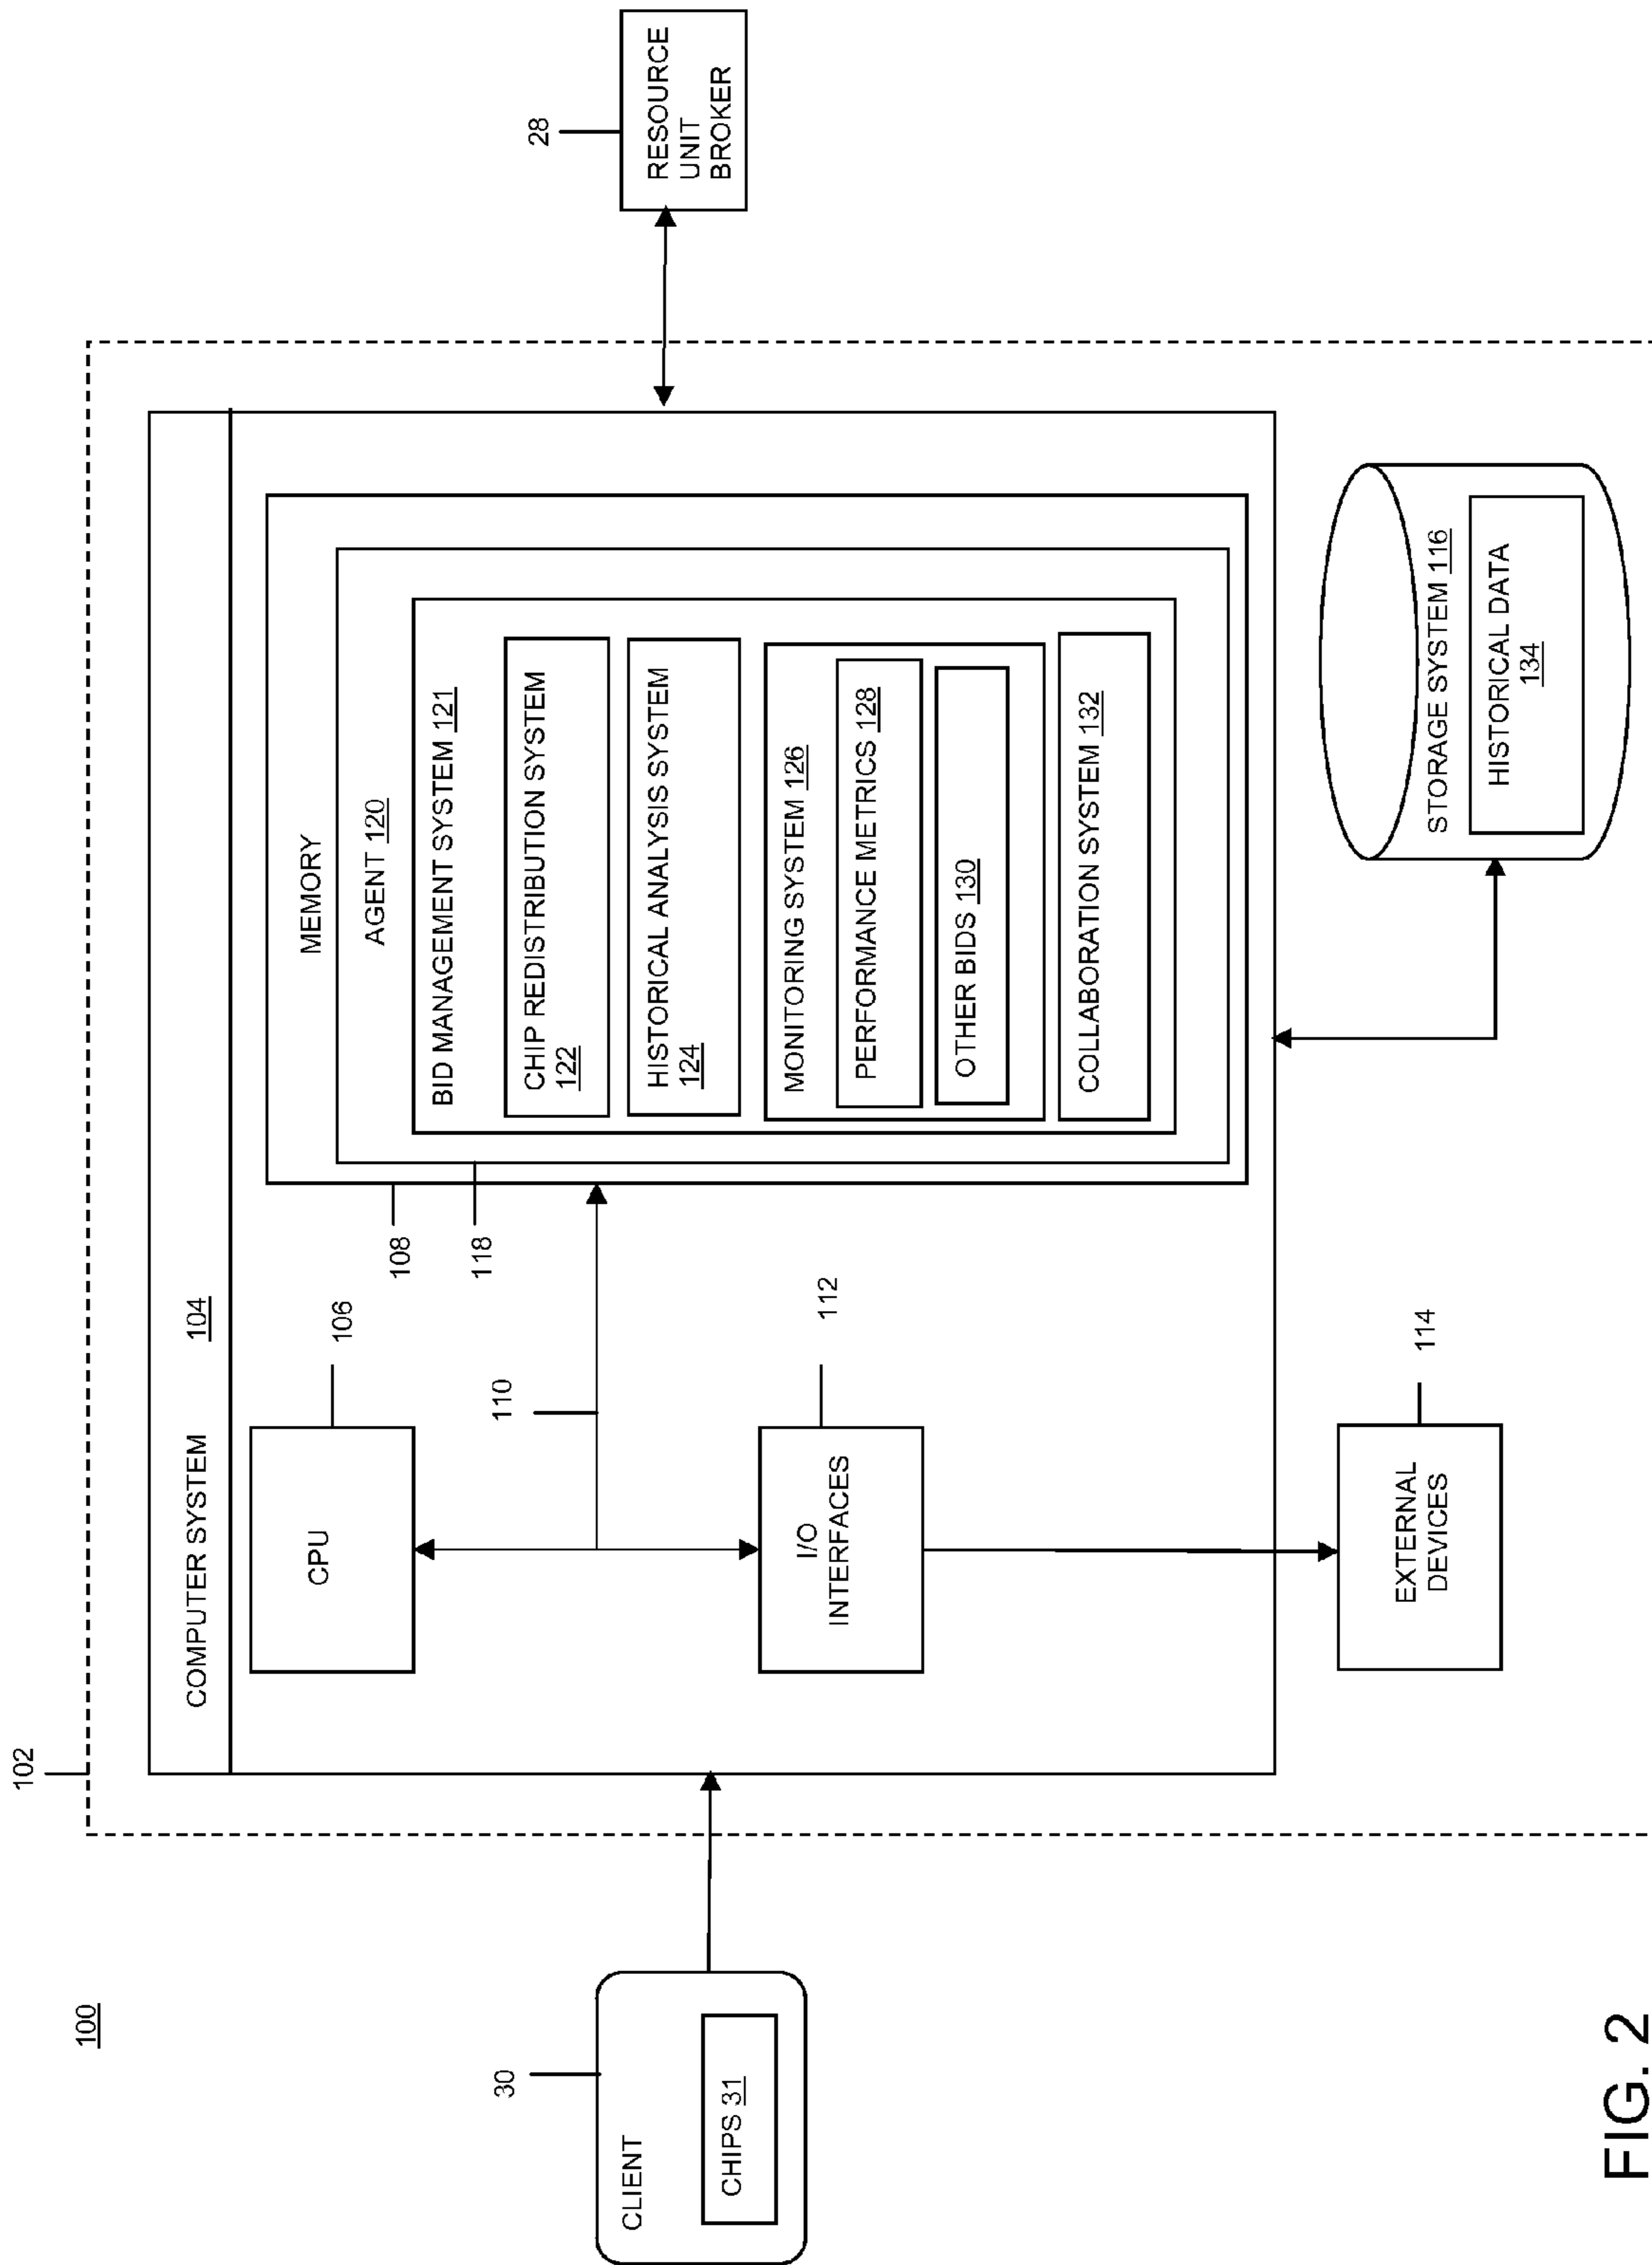 100
102
COMPUTER SYSTEM 104
CPU
106
MEMORY
108
118
AGENT 120
BID MANAGEMENT SYSTEM 121
CHIP REDISTRIBUTION SYSTEM
122
HISTORICAL ANALYSIS SYSTEM
124
MONITORING SYSTEM 126
PERFORMANCE METRICS 128
OTHER BIDS 130
COLLABORATION SYSTEM 132
110
I/O
INTERFACES
112
30
CLIENT
CHIPS 31
28
RESOURCE
UNIT
BROKER
EXTERNAL
DEVICES
114
STORAGE SYSTEM 116
HISTORICAL DATA
134
FIG. 2